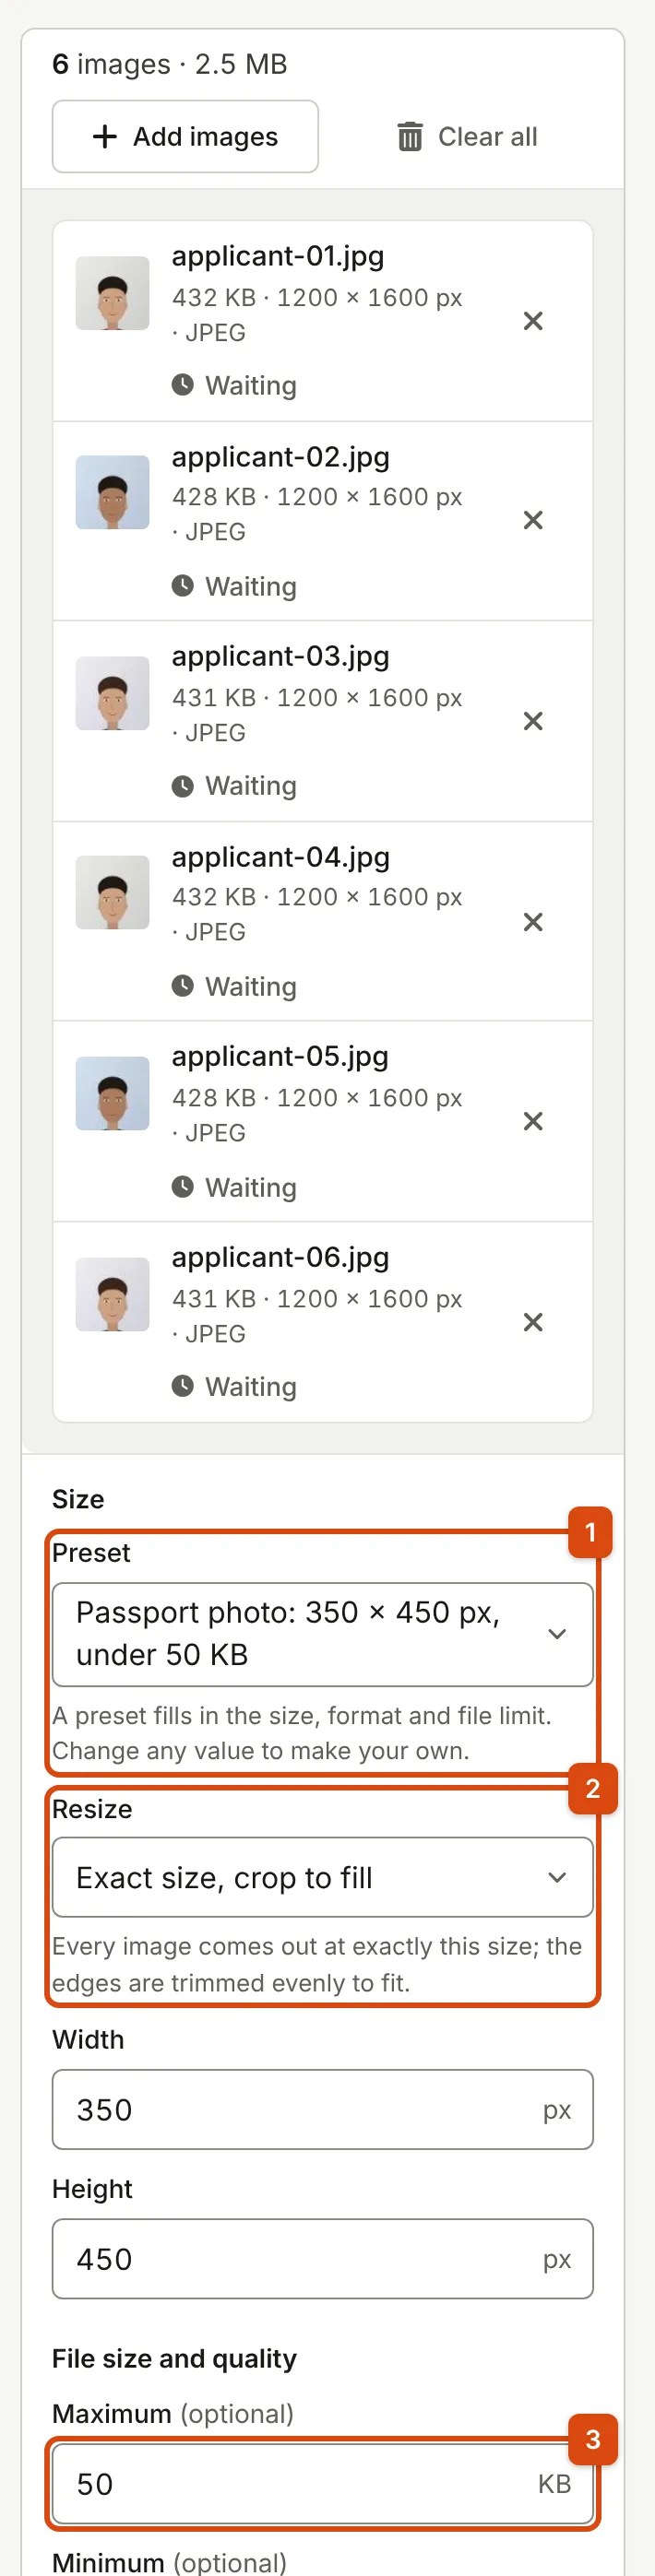 6 images · 2.5 MB
Add images
Clear all
applicant-01.jpg
432 KB · 1200 × 1600 px
· JPEG
Waiting
applicant-02.jpg
428 KB · 1200 × 1600 px
· JPEG
Waiting
applicant-03.jpg
431 KB · 1200 × 1600 px
· JPEG
Waiting
applicant-04.jpg
432 KB · 1200 × 1600 px
· JPEG
Waiting
applicant-05.jpg
428 KB · 1200 × 1600 px
· JPEG
Waiting
applicant-06.jpg
431 KB · 1200 × 1600 px
· JPEG
Waiting
Size
1
Preset
Passport photo: 350 × 450 px,
under 50 KB
A preset fills in the size, format and file limit.
Change any value to make your own.
2
Resize
Exact size, crop to fill
Every image comes out at exactly this size; the
edges are trimmed evenly to fit.
Width
350 px
Height
450 px
File size and quality
Maximum (optional)
3
50 KB
Minimum (optional)